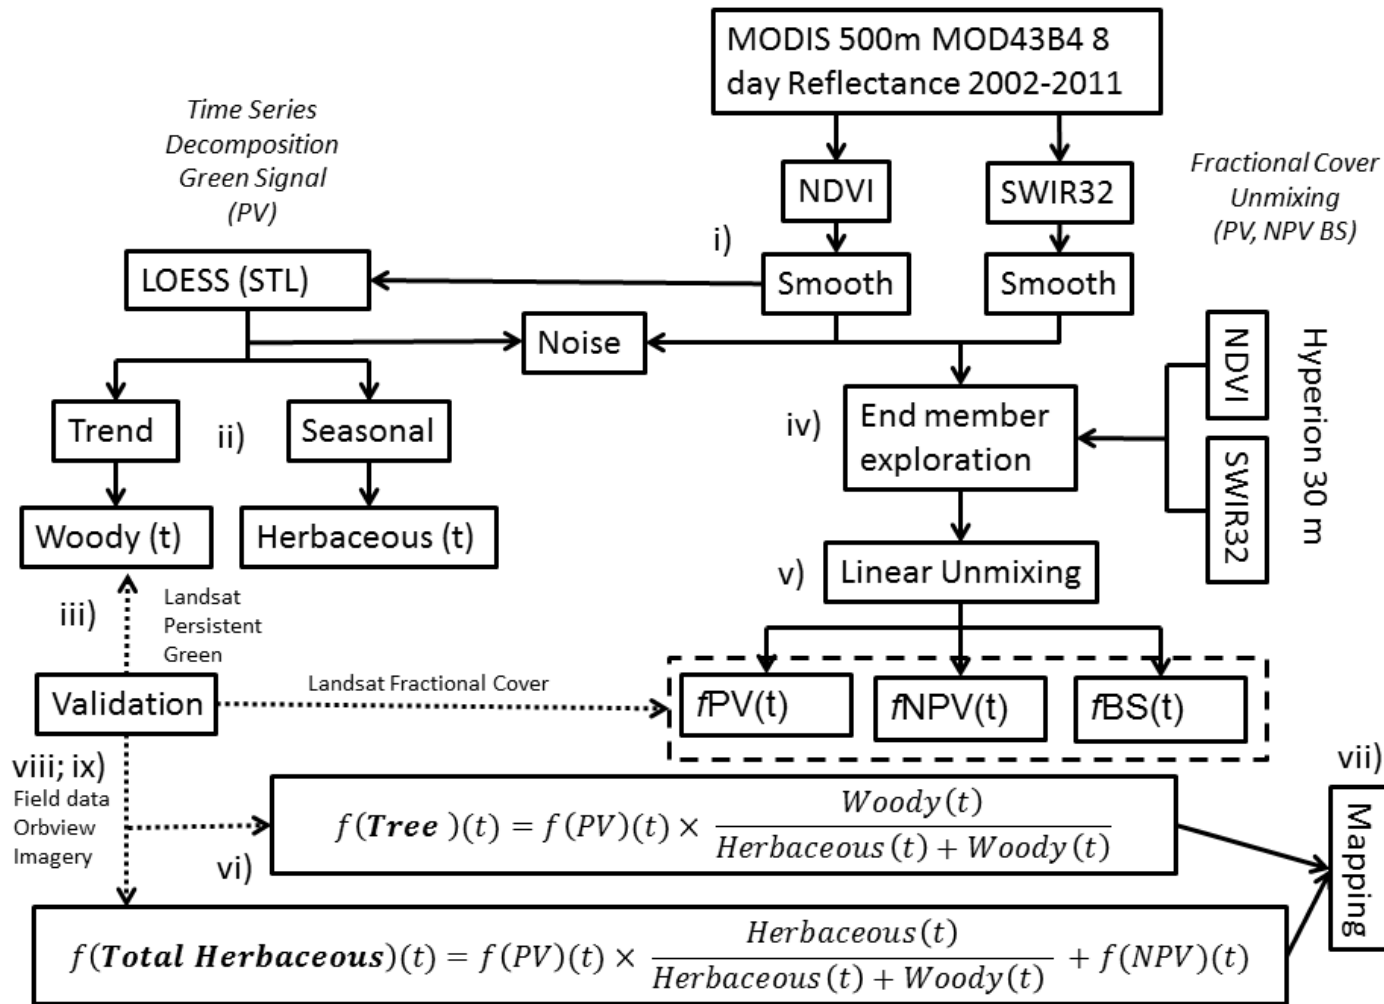 MODIS 500m MOD43B4 8
day Reflectance 2002-2011
Time Series
Decomposition
Green Signal
(PV)
NDVI
SWIR32
Fractional Cover
Unmixing
(PV, NPV BS)
i)
LOESS (STL)
Smooth
Smooth
Noise
NDVI
SWIR32
Hyperion 30 m
Trend
ii)
Seasonal
iv)
End member
exploration
Woody (t)
Herbaceous (t)
v)
Linear Unmixing
iii)
Landsat
Persistent
Green
Validation
Landsat Fractional Cover
fPV(t)
fNPV(t)
fBS(t)
viii; ix)
Field data
Orbview
Imagery
vi)
f(Tree )(t) = f(PV)(t) × Woody(t) / Herbaceous(t) + Woody(t)
vii)
Mapping
f(Total Herbaceous)(t) = f(PV)(t) × Herbaceous(t) / Herbaceous(t) + Woody(t) + f(NPV)(t)